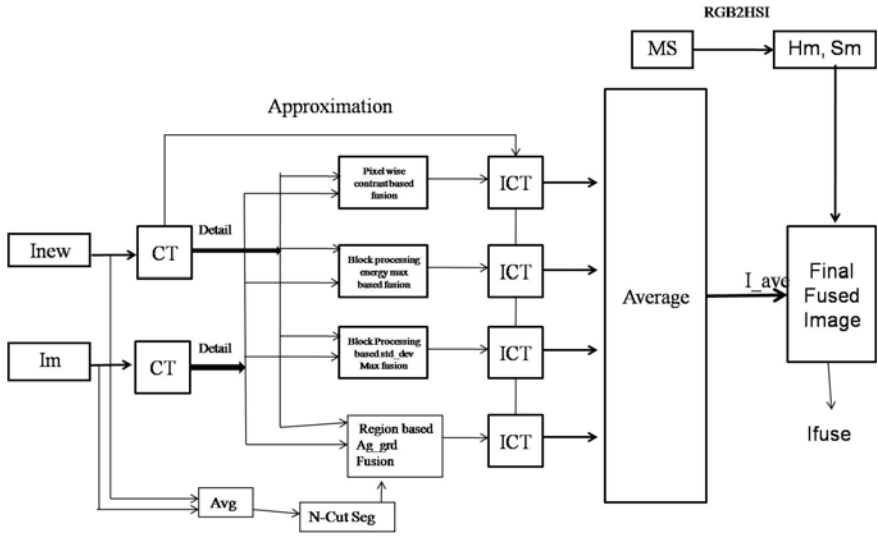 RGB2HSI
MS
Hm, Sm
Approximation
Pixel wise
contrast based
fusion
ICT
Detail
Inew
CT
Block processing
energy max
based fusion
ICT
Average
I_ave
Final
Fused
Image
Detail
Im
CT
Block Processing
based std_dev
Max fusion
ICT
Region based
Ag_grd
Fusion
ICT
Ifuse
Avg
N-Cut Seg